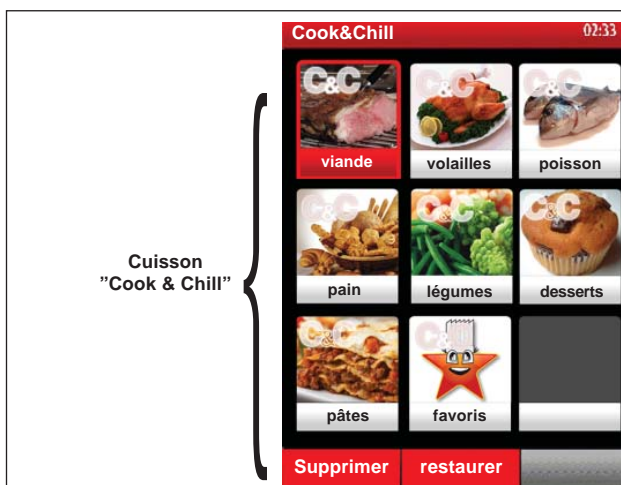 Cook&Chill 02:33
C&C C&C C&C
viande volailles poisson
C&C C&C C&C
pain légumes desserts
Cuisson
”Cook & Chill”
C&C C&C
pâtes favoris
Supprimer restaurer